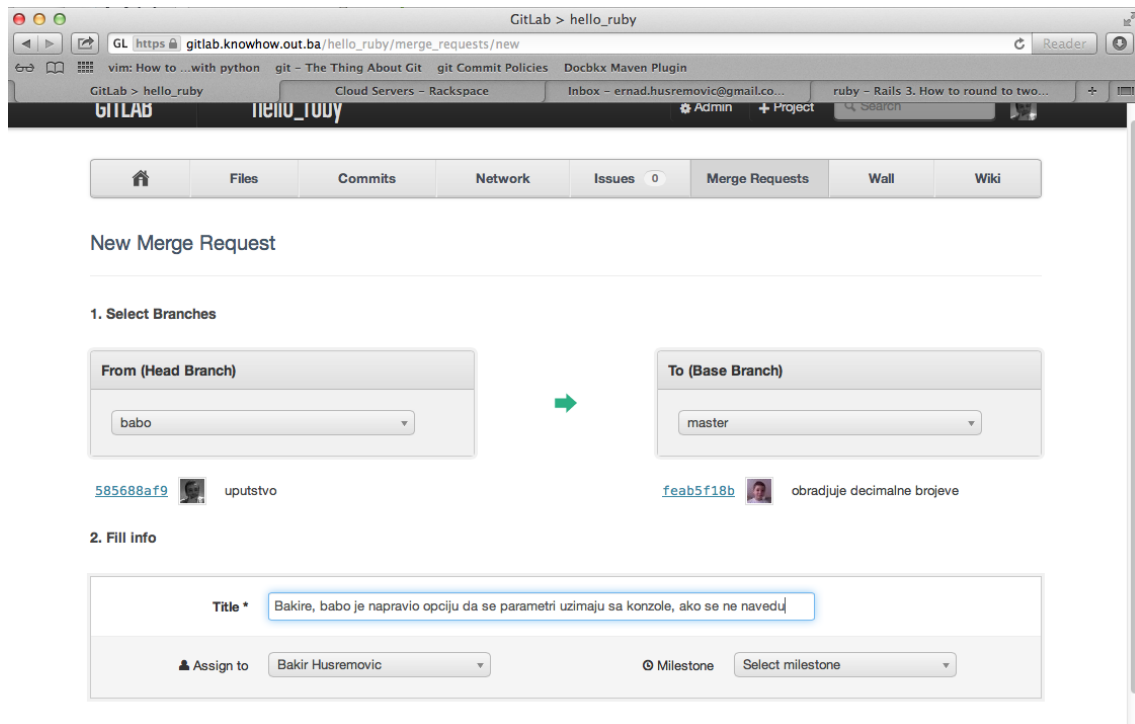 GitLab > hello_ruby
GL https gitlab.knowhow.out.ba/hello_ruby/merge_requests/new Reader
vim: How to ...with python git – The Thing About Git git Commit Policies Docbkx Maven Plugin
GitLab > hello_ruby Cloud Servers – Rackspace Inbox – ernad.husremovic@gmail.co... ruby – Rails 3. How to round to two...
GITLAB hello_ruby Admin + Project Search
Files Commits Network Issues 0 Merge Requests Wall Wiki
New Merge Request
1. Select Branches
From (Head Branch) To (Base Branch)
babo master
585688af9 uputstvo feab5f18b obradjuje decimalne brojeve
2. Fill info
Title * Bakire, babo je napravio opciju da se parametri uzimaju sa konzole, ako se ne navedu
Assign to Bakir Husremovic Milestone Select milestone